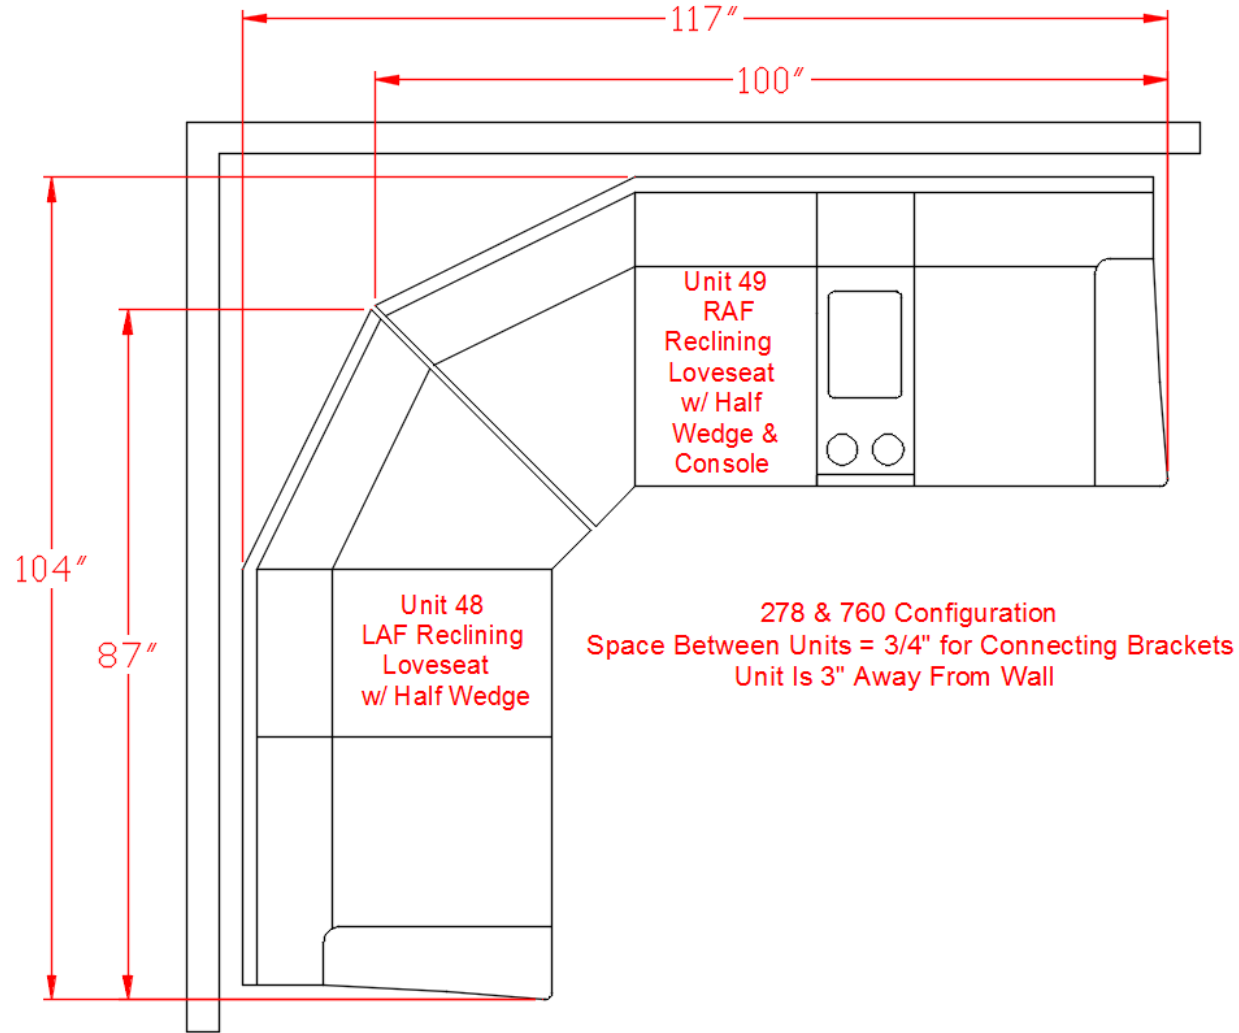 117"
100"
Unit 49
RAF
Reclining
Loveseat
w/ Half
Wedge &
Console
104"
87"
Unit 48
LAF Reclining
Loveseat
w/ Half Wedge
278 & 760 Configuration
Space Between Units = 3/4" for Connecting Brackets
Unit Is 3" Away From Wall